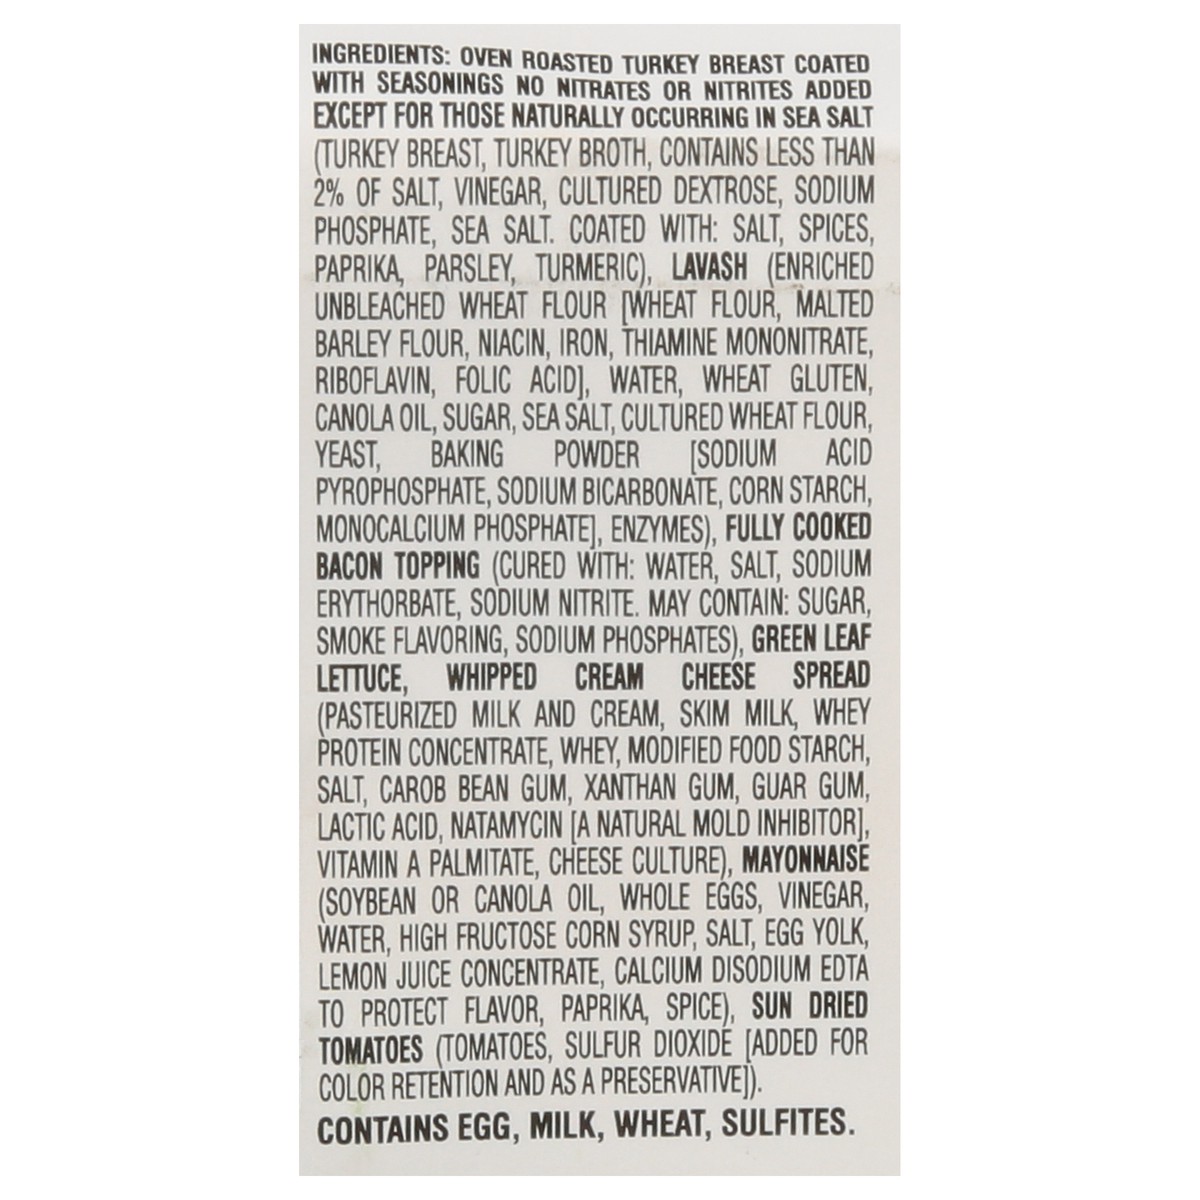 INGREDIENTS: OVEN ROASTED TURKEY BREAST COATED
WITH SEASONINGS NO NITRATES OR NITRITES ADDED
EXCEPT FOR THOSE NATURALLY OCCURRING IN SEA SALT
(TURKEY BREAST, TURKEY BROTH, CONTAINS LESS THAN
2% OF SALT, VINEGAR, CULTURED DEXTROSE, SODIUM
PHOSPHATE, SEA SALT. COATED WITH: SALT, SPICES,
PAPRIKA, PARSLEY, TURMERIC), LAVASH (ENRICHED
UNBLEACHED WHEAT FLOUR [WHEAT FLOUR, MALTED
BARLEY FLOUR, NIACIN, IRON, THIAMINE MONONITRATE,
RIBOFLAVIN, FOLIC ACID], WATER, WHEAT GLUTEN,
CANOLA OIL, SUGAR, SEA SALT, CULTURED WHEAT FLOUR,
YEAST, BAKING POWDER [SODIUM ACID
PYROPHOSPHATE, SODIUM BICARBONATE, CORN STARCH,
MONOCALCIUM PHOSPHATE], ENZYMES), FULLY COOKED
BACON TOPPING (CURED WITH: WATER, SALT, SODIUM
ERYTHORBATE, SODIUM NITRITE. MAY CONTAIN: SUGAR,
SMOKE FLAVORING, SODIUM PHOSPHATES), GREEN LEAF
LETTUCE, WHIPPED CREAM CHEESE SPREAD
(PASTEURIZED MILK AND CREAM, SKIM MILK, WHEY
PROTEIN CONCENTRATE, WHEY, MODIFIED FOOD STARCH,
SALT, CAROB BEAN GUM, XANTHAN GUM, GUAR GUM,
LACTIC ACID, NATAMYCIN [A NATURAL MOLD INHIBITOR],
VITAMIN A PALMITATE, CHEESE CULTURE), MAYONNAISE
(SOYBEAN OR CANOLA OIL, WHOLE EGGS, VINEGAR,
WATER, HIGH FRUCTOSE CORN SYRUP, SALT, EGG YOLK,
LEMON JUICE CONCENTRATE, CALCIUM DISODIUM EDTA
TO PROTECT FLAVOR, PAPRIKA, SPICE), SUN DRIED
TOMATOES (TOMATOES, SULFUR DIOXIDE [ADDED FOR
COLOR RETENTION AND AS A PRESERVATIVE]).
CONTAINS EGG, MILK, WHEAT, SULFITES.